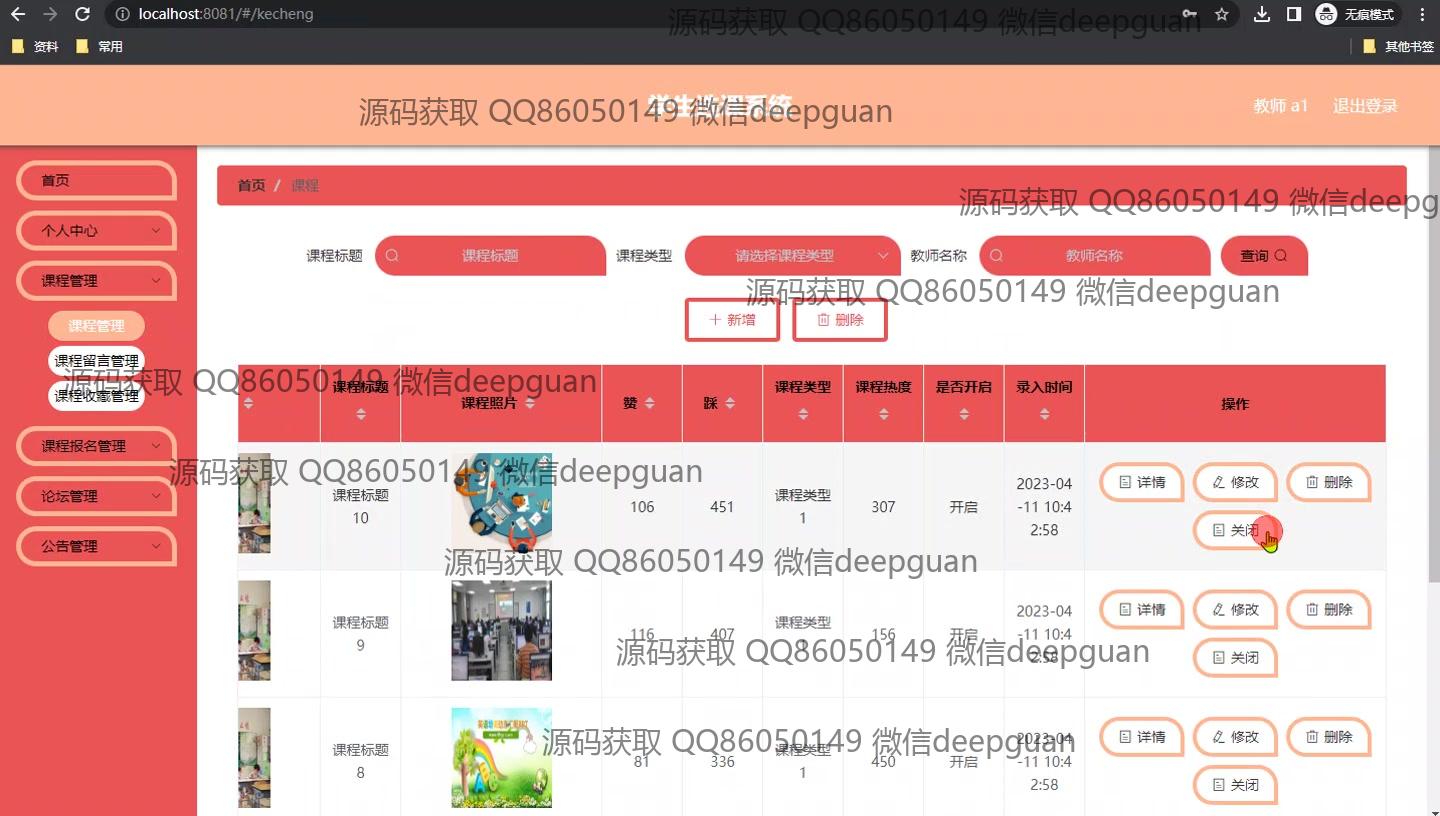 localhost:8081/#/kecheng
无痕模式
资料
常用
其他书签
源码获取 QQ86050149 微信deepguan
学生选课系统
源码获取 QQ86050149 微信deepguan
教师 a1
退出登录
首页
个人中心
课程管理
课程管理
课程留言管理
课程收藏管理
课程报名管理
论坛管理
公告管理
首页 / 课程
源码获取 QQ86050149 微信deepg
课程标题
课程标题
课程类型
请选择课程类型
教师名称
教师名称
查询
源码获取 QQ86050149 微信deepguan
新增
删除
源码获取 QQ86050149 微信deepguan
课程标题
课程照片
赞
踩
课程类型
课程热度
是否开启
录入时间
操作
源码获取 QQ86050149 微信deepguan
课程标题
10
106
451
课程类型
1
307
开启
2023-04
-11 10:4
2:58
详情
修改
删除
关闭
源码获取 QQ86050149 微信deepguan
课程标题
9
116
407
课程类型
1
156
开启
2023-04
-11 10:4
2:58
详情
修改
删除
关闭
源码获取 QQ86050149 微信deepguan
课程标题
8
81
336
课程类型
1
450
开启
2023-04
-11 10:4
2:58
详情
修改
删除
关闭
源码获取 QQ86050149 微信deepguan